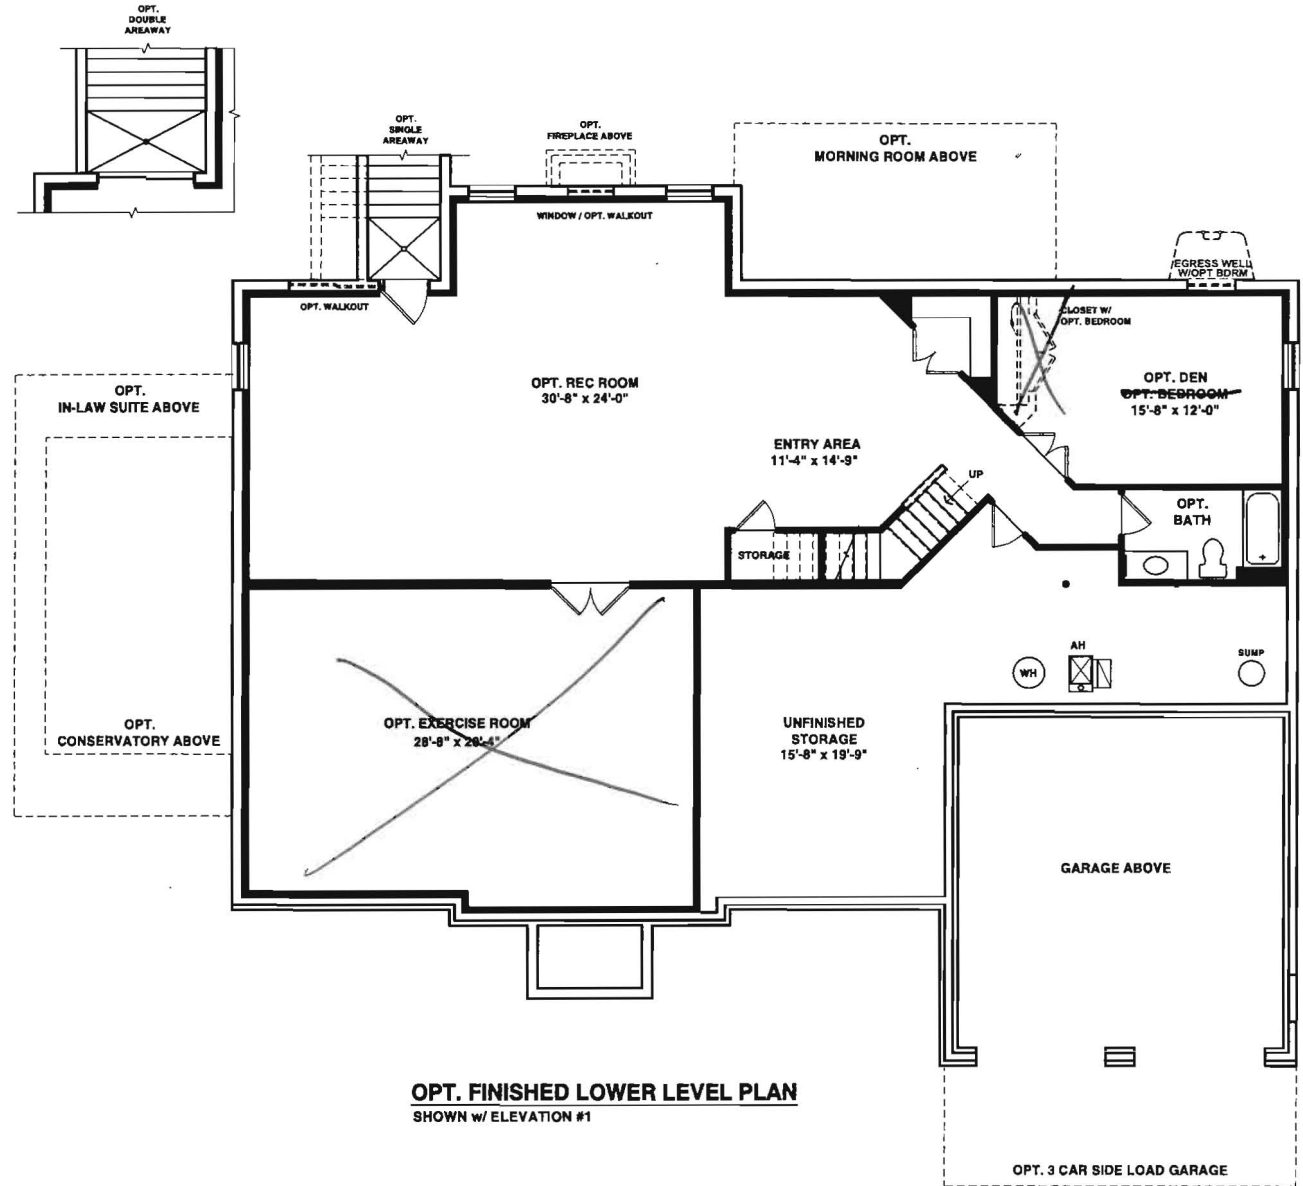 OPT.
DOUBLE
AREAWAY
OPT.
SINGLE
AREAWAY
OPT.
FIREPLACE ABOVE
OPT.
MORNING ROOM ABOVE
WINDOW / OPT. WALKOUT
EGRESS WELL
W/OPT BDRM
OPT. WALKOUT
CLOSET W/
OPT. BEDROOM
OPT.
IN-LAW SUITE ABOVE
OPT. REC ROOM
30'-8" x 24'-0"
OPT. DEN
OPT. BEDROOM
15'-8" x 12'-0"
ENTRY AREA
11'-4" x 14'-9"
UP
OPT.
BATH
STORAGE
AH
WH
SUMP
OPT.
CONSERVATORY ABOVE
OPT. EXERCISE ROOM
28'-8" x 20'-4"
UNFINISHED
STORAGE
15'-8" x 19'-9"
GARAGE ABOVE
OPT. FINISHED LOWER LEVEL PLAN
SHOWN w/ ELEVATION #1
OPT. 3 CAR SIDE LOAD GARAGE